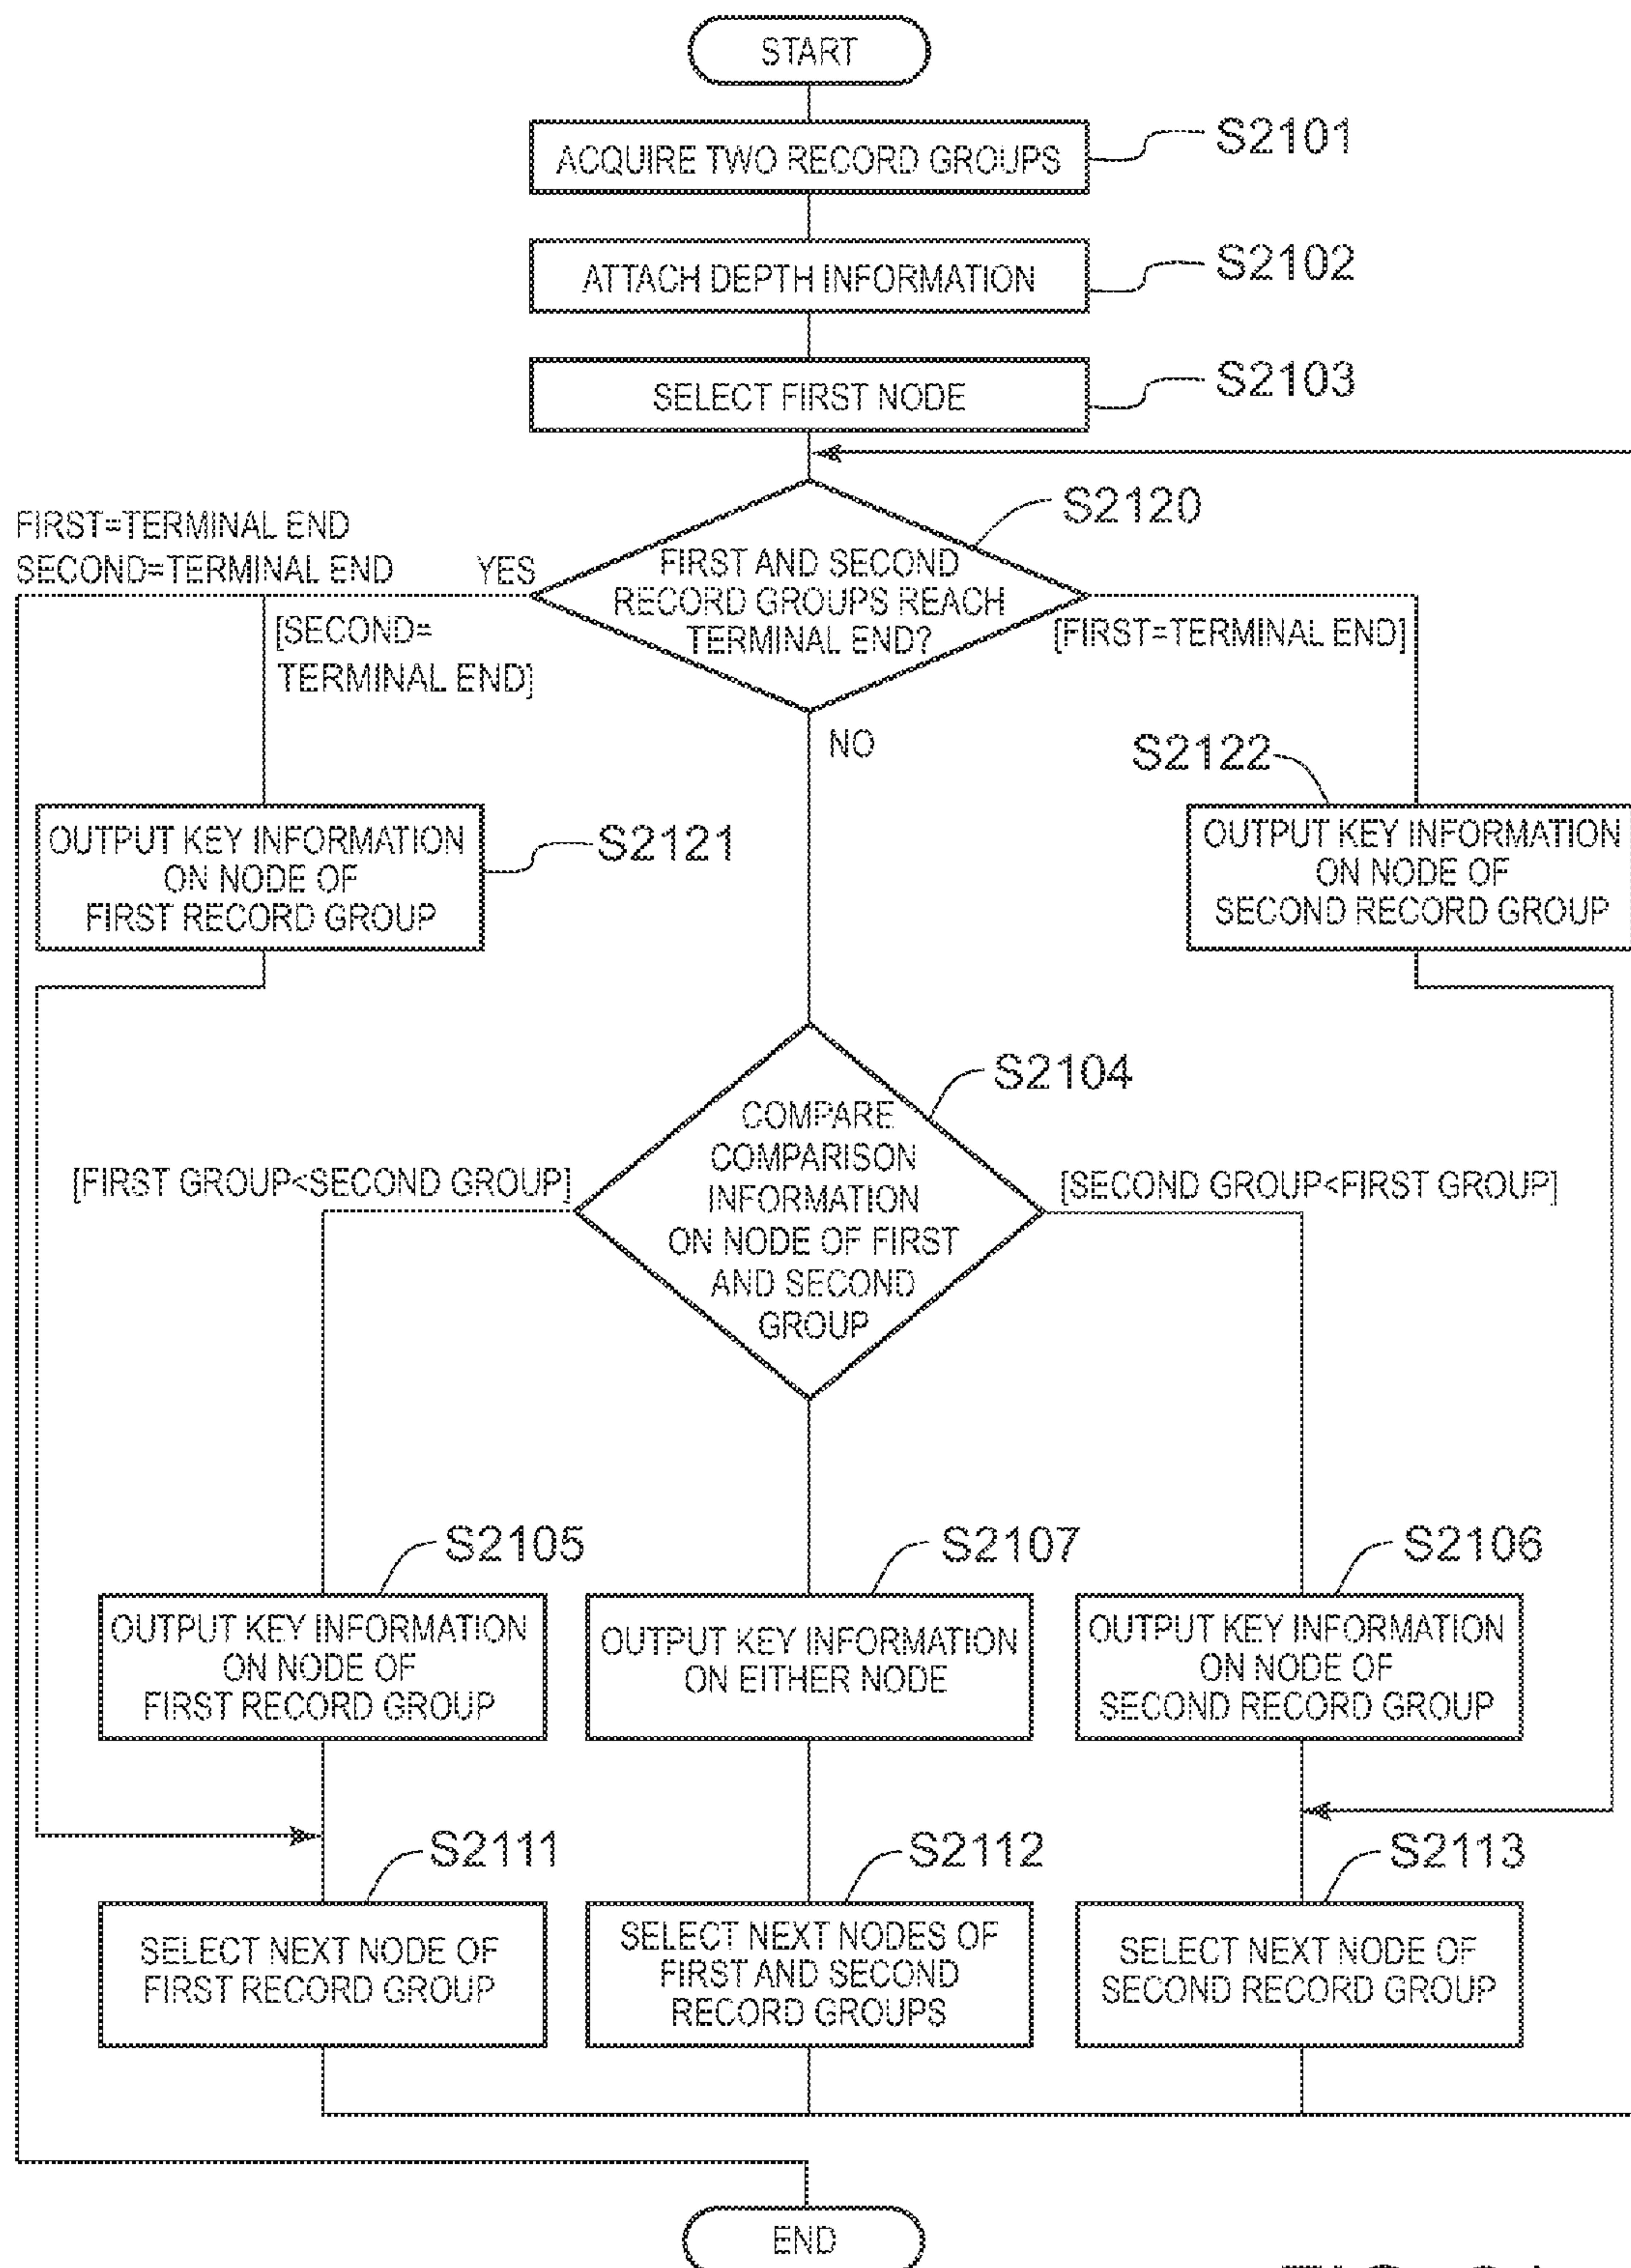 START
ACQUIRE TWO RECORD GROUPS
S2101
ATTACH DEPTH INFORMATION
S2102
SELECT FIRST NODE
S2103
S2120
FIRST=TERMINAL END
SECOND=TERMINAL END
YES
FIRST AND SECOND
RECORD GROUPS REACH
TERMINAL END?
[SECOND=
TERMINAL END]
[FIRST=TERMINAL END]
NO
S2122
OUTPUT KEY INFORMATION
ON NODE OF
FIRST RECORD GROUP
S2121
OUTPUT KEY INFORMATION
ON NODE OF
SECOND RECORD GROUP
S2104
COMPARE
COMPARISON
INFORMATION
ON NODE OF FIRST
AND SECOND
GROUP
[FIRST GROUP<SECOND GROUP]
[SECOND GROUP<FIRST GROUP]
S2105
S2107
S2106
OUTPUT KEY INFORMATION
ON NODE OF
FIRST RECORD GROUP
OUTPUT KEY INFORMATION
ON EITHER NODE
OUTPUT KEY INFORMATION
ON NODE OF
SECOND RECORD GROUP
S2111
S2112
S2113
SELECT NEXT NODE OF
FIRST RECORD GROUP
SELECT NEXT NODES OF
FIRST AND SECOND
RECORD GROUPS
SELECT NEXT NODE OF
SECOND RECORD GROUP
END